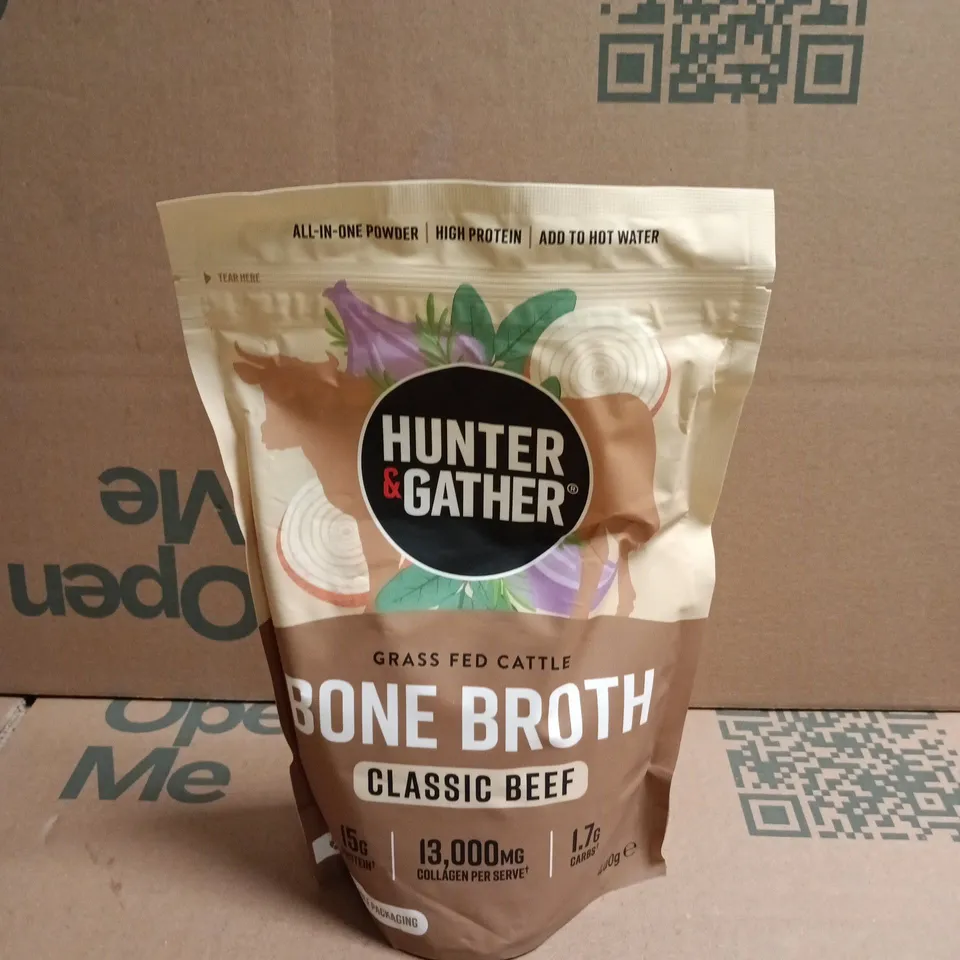 ALL-IN-ONE POWDER | HIGH PROTEIN | ADD TO HOT WATER
TEAR HERE
HUNTER
&GATHER®
GRASS FED CATTLE
BONE BROTH
CLASSIC BEEF
15G
13,000MG
COLLAGEN PER SERVE†
1.7G
CARBS†
PACKAGING
Open
Me
Open
Me